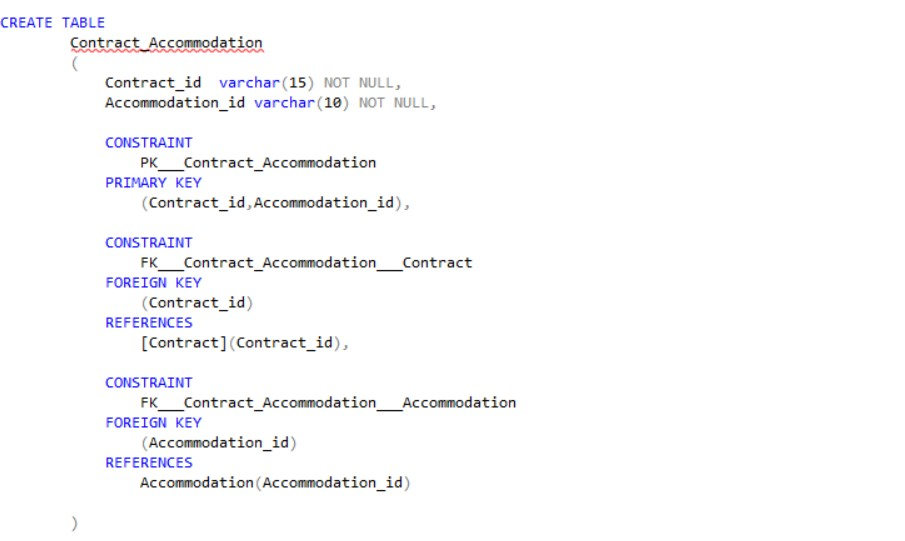 CREATE TABLE
Contract_Accommodation
(
Contract_id  varchar(15) NOT NULL,
Accommodation_id varchar(10) NOT NULL,
CONSTRAINT
PK___Contract_Accommodation
PRIMARY KEY
(Contract_id,Accommodation_id),
CONSTRAINT
FK___Contract_Accommodation___Contract
FOREIGN KEY
(Contract_id)
REFERENCES
[Contract](Contract_id),
CONSTRAINT
FK___Contract_Accommodation___Accommodation
FOREIGN KEY
(Accommodation_id)
REFERENCES
Accommodation(Accommodation_id)
)